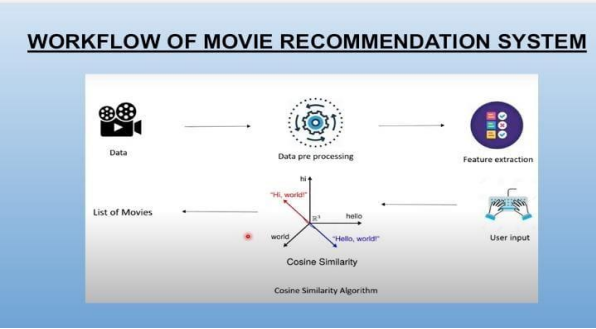 WORKFLOW OF MOVIE RECOMMENDATION SYSTEM
Data
Data pre processing
Feature extraction
hi
"Hi, world!"
ℝ³
hello
world
"Hello, world!"
List of Movies
User input
Cosine Similarity
Cosine Similarity Algorithm